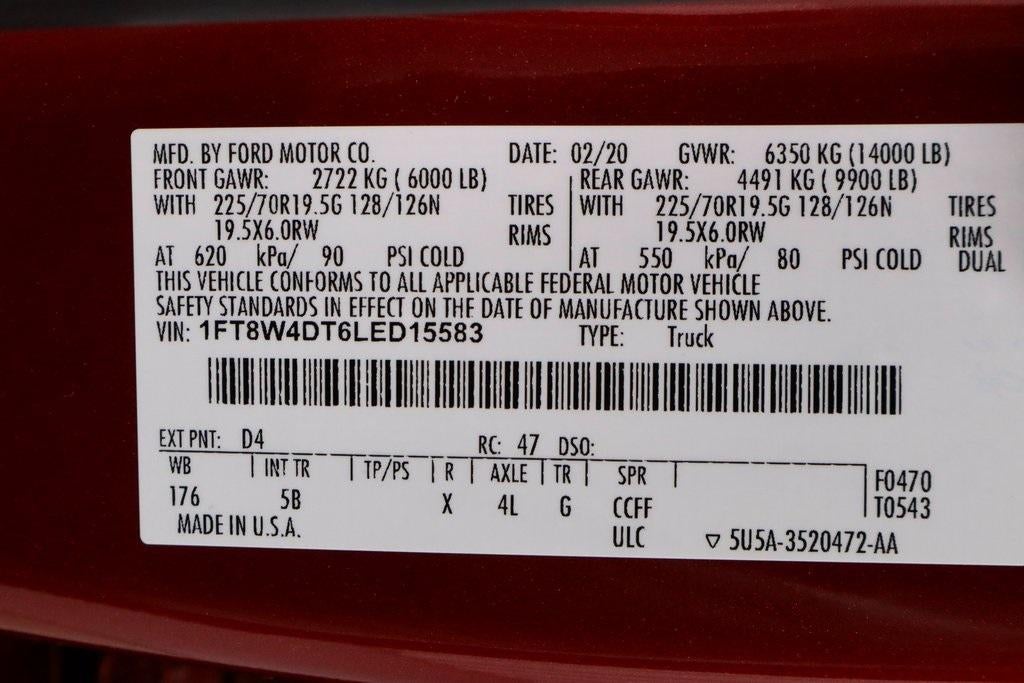 MFD. BY FORD MOTOR CO. DATE: 02/20 GVWR: 6350 KG (14000 LB)
FRONT GAWR: 2722 KG ( 6000 LB) REAR GAWR: 4491 KG ( 9900 LB)
WITH 225/70R19.5G 128/126N TIRES WITH 225/70R19.5G 128/126N TIRES
19.5X6.0RW RIMS 19.5X6.0RW RIMS
AT 620 kPa/ 90 PSI COLD AT 550 kPa/ 80 PSI COLD DUAL
THIS VEHICLE CONFORMS TO ALL APPLICABLE FEDERAL MOTOR VEHICLE
SAFETY STANDARDS IN EFFECT ON THE DATE OF MANUFACTURE SHOWN ABOVE.
VIN: 1FT8W4DT6LED15583 TYPE: Truck
EXT PNT: D4 RC: 47 DSO:
WB INT TR TP/PS R AXLE TR SPR F0470
176 5B X 4L G CCFF T0543
MADE IN U.S.A. ULC ▽ 5U5A-3520472-AA